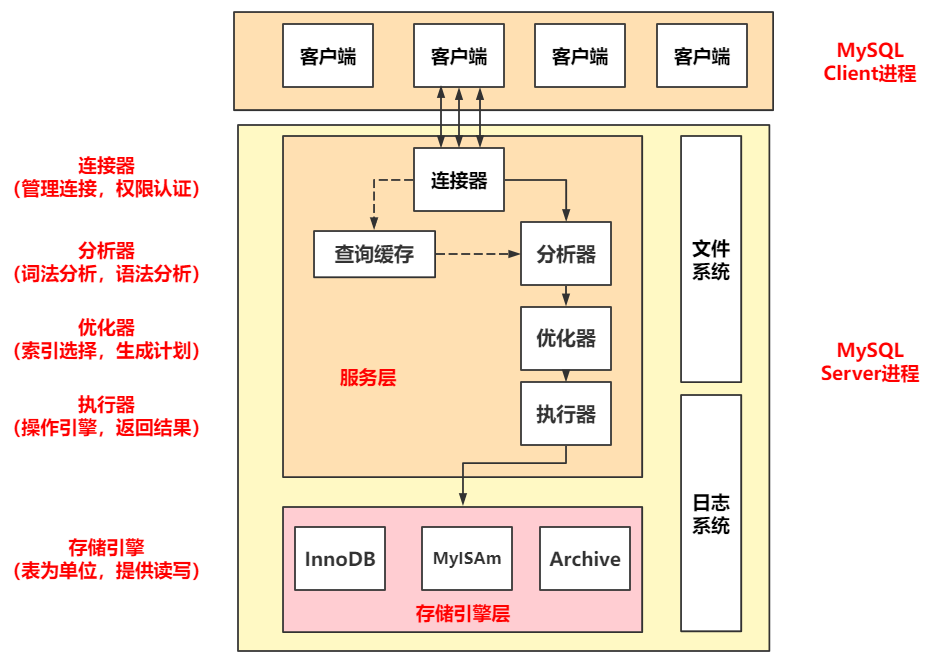 客户端
客户端
客户端
客户端
MySQL
Client进程
连接器
（管理连接，权限认证）
连接器
查询缓存
分析器
分析器
（词法分析，语法分析）
文件
系统
优化器
优化器
（索引选择，生成计划）
服务层
MySQL
Server进程
执行器
（操作引擎，返回结果）
执行器
日志
系统
存储引擎
（表为单位，提供读写）
InnoDB
MyISAm
Archive
存储引擎层